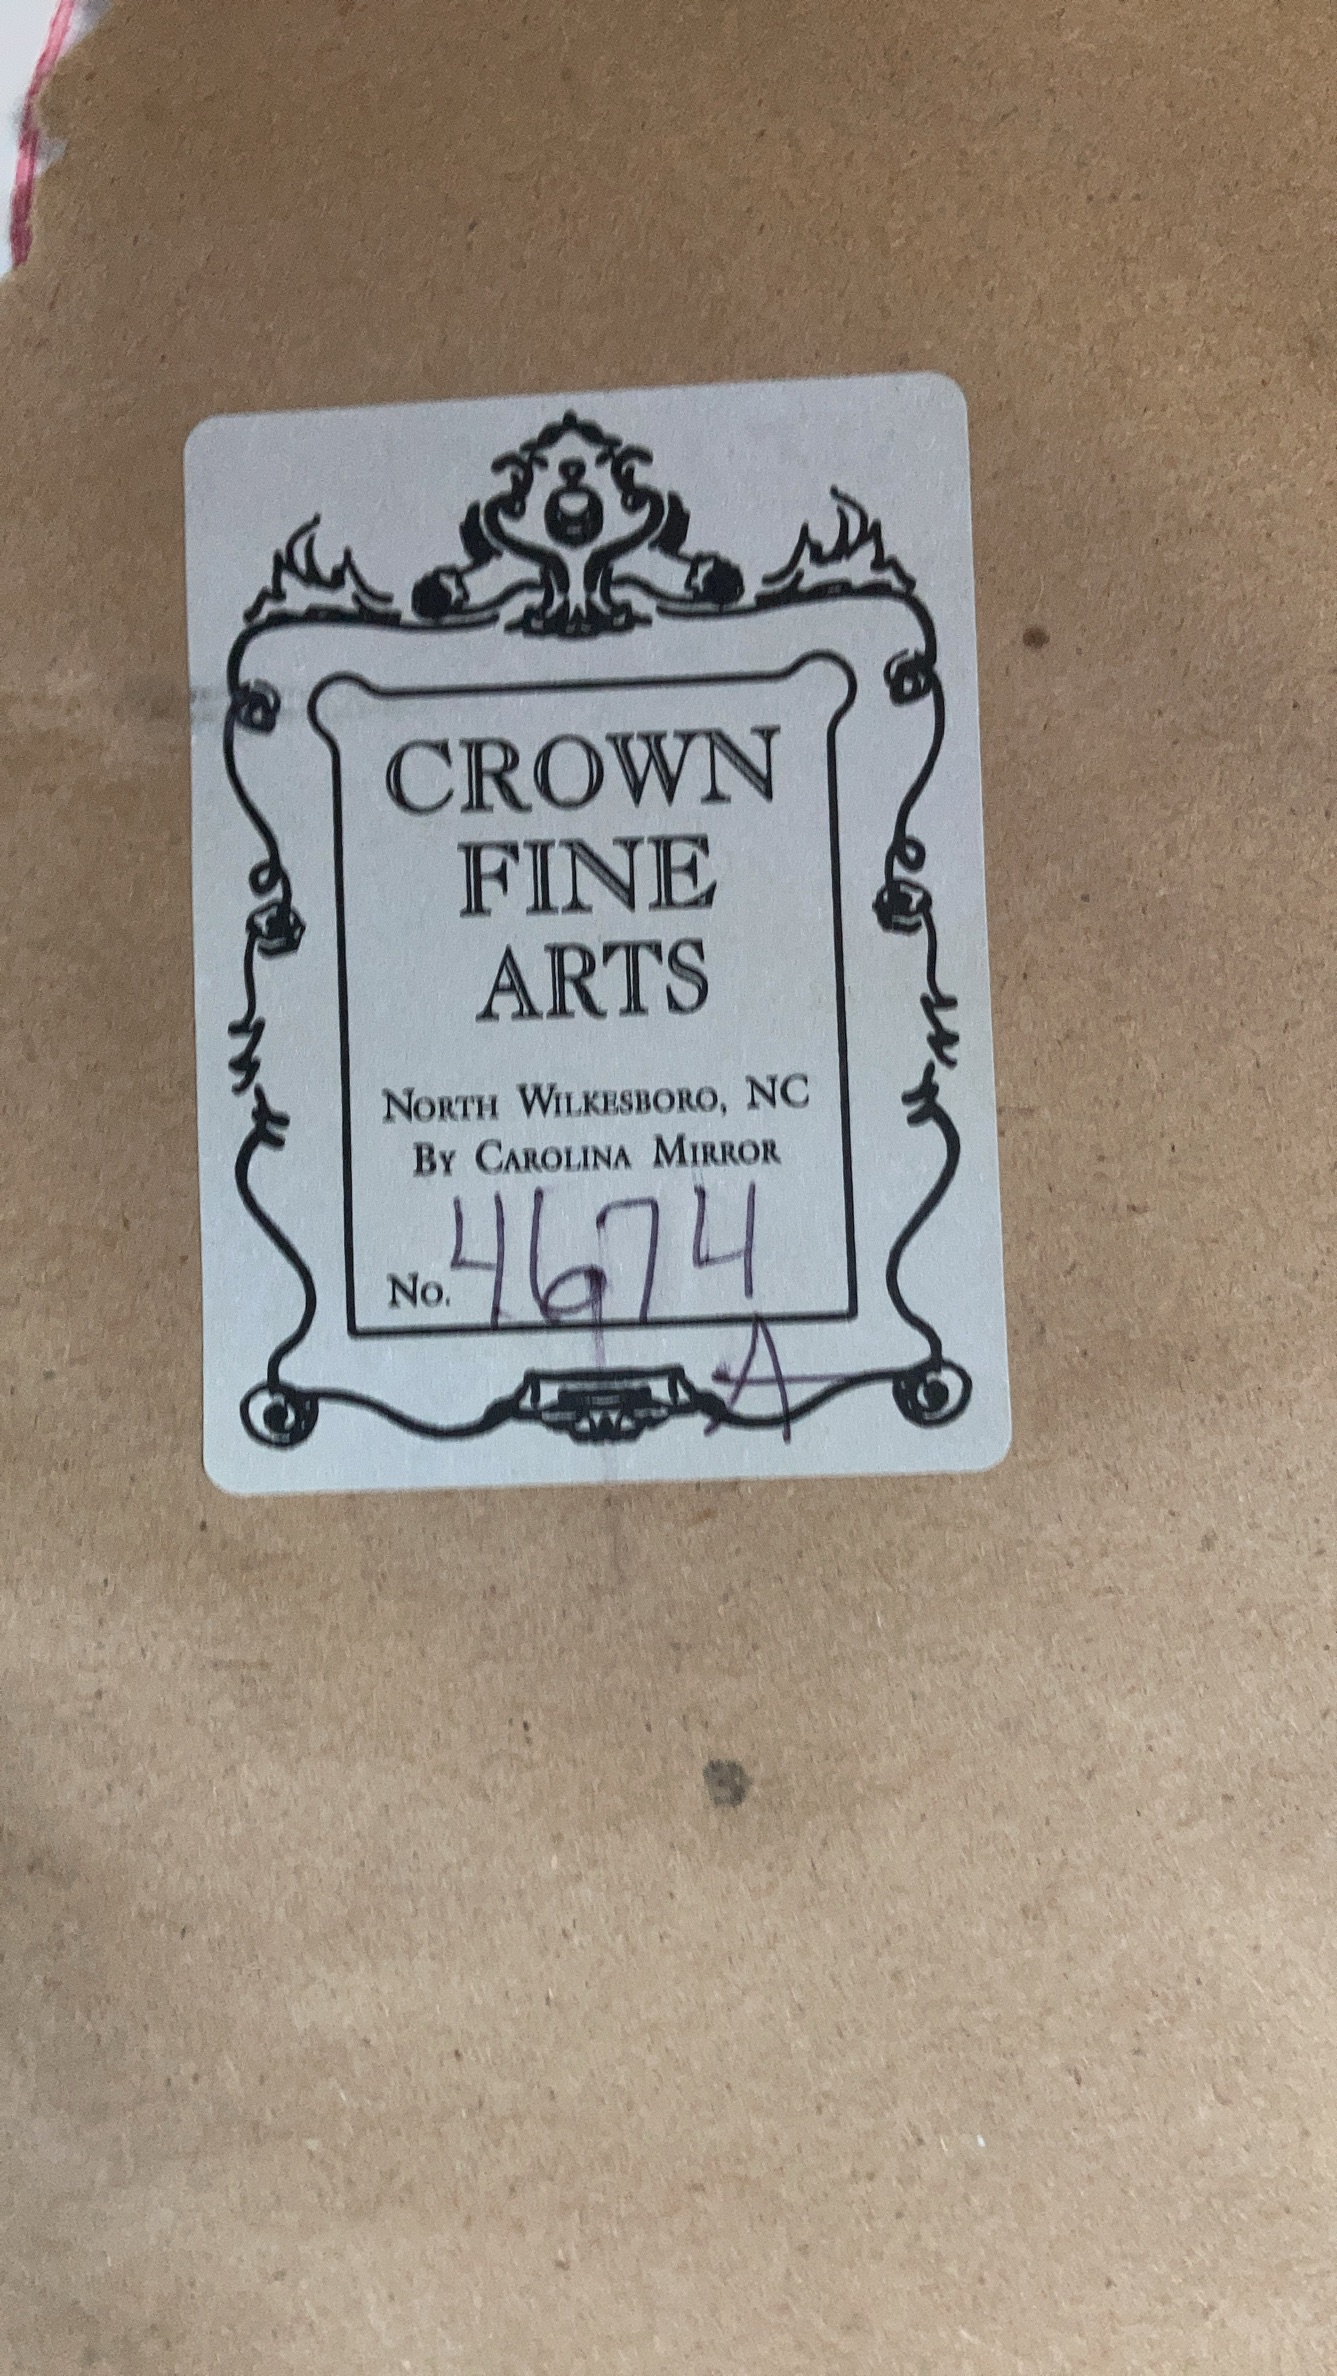 CROWN
FINE
ARTS
NORTH WILKESBORO, NC
BY CAROLINA MIRROR
No. 4674
A